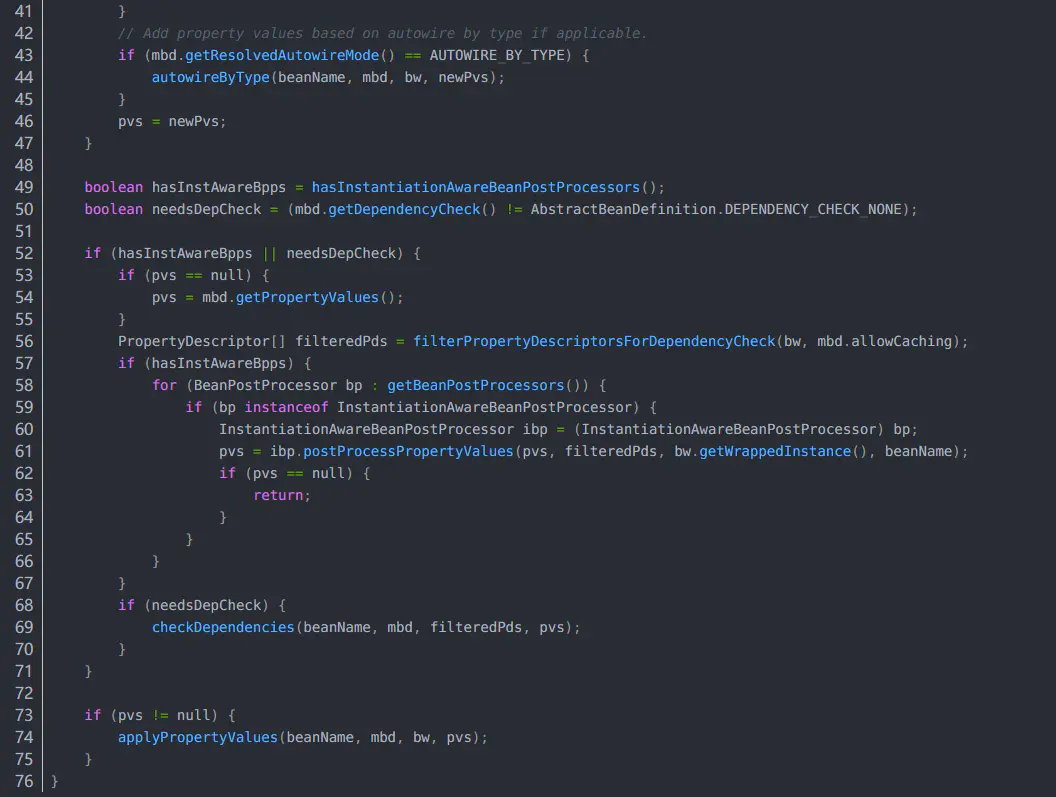 41         }
42         // Add property values based on autowire by type if applicable.
43         if (mbd.getResolvedAutowireMode() == AUTOWIRE_BY_TYPE) {
44             autowireByType(beanName, mbd, bw, newPvs);
45         }
46         pvs = newPvs;
47     }
48
49     boolean hasInstAwareBpps = hasInstantiationAwareBeanPostProcessors();
50     boolean needsDepCheck = (mbd.getDependencyCheck() != AbstractBeanDefinition.DEPENDENCY_CHECK_NONE);
51
52     if (hasInstAwareBpps || needsDepCheck) {
53         if (pvs == null) {
54             pvs = mbd.getPropertyValues();
55         }
56         PropertyDescriptor[] filteredPds = filterPropertyDescriptorsForDependencyCheck(bw, mbd.allowCaching);
57         if (hasInstAwareBpps) {
58             for (BeanPostProcessor bp : getBeanPostProcessors()) {
59                 if (bp instanceof InstantiationAwareBeanPostProcessor) {
60                     InstantiationAwareBeanPostProcessor ibp = (InstantiationAwareBeanPostProcessor) bp;
61                     pvs = ibp.postProcessPropertyValues(pvs, filteredPds, bw.getWrappedInstance(), beanName);
62                     if (pvs == null) {
63                         return;
64                     }
65                 }
66             }
67         }
68         if (needsDepCheck) {
69             checkDependencies(beanName, mbd, filteredPds, pvs);
70         }
71     }
72
73     if (pvs != null) {
74         applyPropertyValues(beanName, mbd, bw, pvs);
75     }
76 }